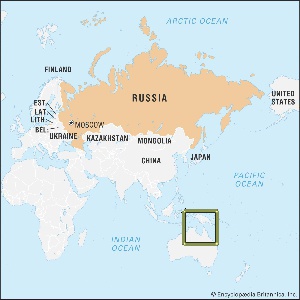 ARCTIC OCEAN
FINLAND
RUSSIA
UNITED
STATES
EST.
LAT.
LITH.
MOSCOW
BEL.
UKRAINE
KAZAKHSTAN
MONGOLIA
JAPAN
CHINA
PACIFIC
OCEAN
INDIAN
OCEAN
© Encyclopædia Britannica, Inc.